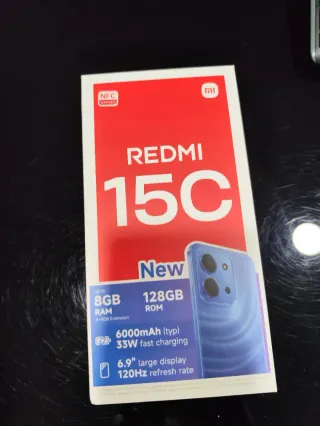 NFC
REDMI
15C
New
8GB 128GB
RAM ROM
6000mAh (typ)
33W fast charging
6.9" large display
120Hz refresh rate